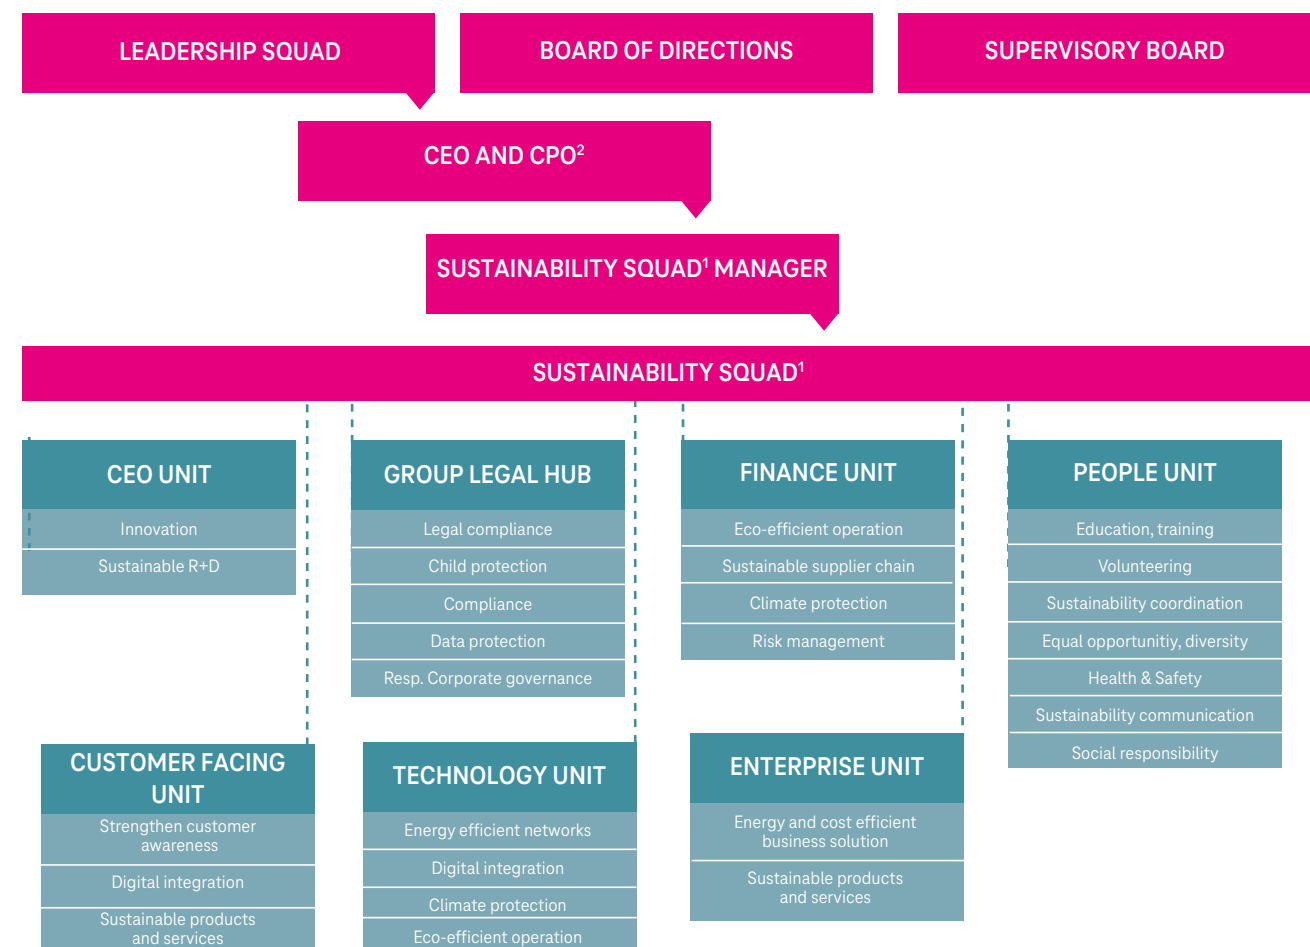 LEADERSHIP SQUAD
BOARD OF DIRECTIONS
SUPERVISORY BOARD
CEO AND CPO²
SUSTAINABILITY SQUAD¹ MANAGER
SUSTAINABILITY SQUAD¹
CEO UNIT
Innovation
Sustainable R+D
GROUP LEGAL HUB
Legal compliance
Child protection
Compliance
Data protection
Resp. Corporate governance
FINANCE UNIT
Eco-efficient operation
Sustainable supplier chain
Climate protection
Risk management
PEOPLE UNIT
Education, training
Volunteering
Sustainability coordination
Equal opportunitiy, diversity
Health & Safety
Sustainability communication
Social responsibility
CUSTOMER FACING
UNIT
Strengthen customer
awareness
Digital integration
Sustainable products
and services
TECHNOLOGY UNIT
Energy efficient networks
Digital integration
Climate protection
Eco-efficient operation
ENTERPRISE UNIT
Energy and cost efficient
business solution
Sustainable products
and services